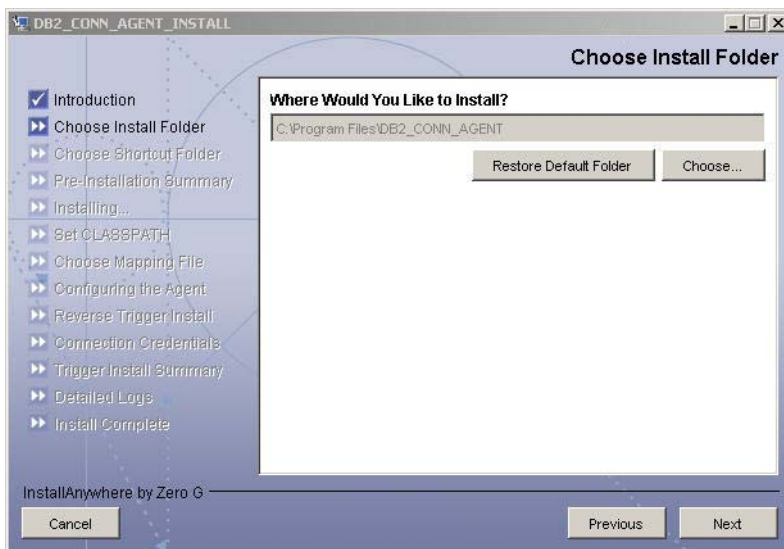 DB2_CONN_AGENT_INSTALL
Choose Install Folder
Introduction
Choose Install Folder
Choose Shortcut Folder
Pre-Installation Summary
Installing...
Set CLASSPATH
Choose Mapping File
Configuring the Agent
Reverse Trigger Install
Connection Credentials
Trigger Install Summary
Detailed Logs
Install Complete
Where Would You Like to Install?
C:\Program Files\DB2_CONN_AGENT
Restore Default Folder
Choose...
InstallAnywhere by Zero G
Cancel
Previous
Next